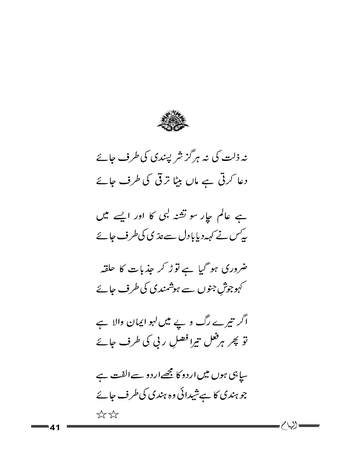 نہ ذلت کی نہ ہرگز شر پسندی کی طرف جائے
دعا کرتی ہے ماں بیٹا ترقی کی طرف جائے
ہے عالم چار سو تشنہ لبی کا اور ایسے میں
یہ کس نے کہہ دیا بادل سے ندّی کی طرف جائے
ضروری ہو گیا ہے توڑ کر جذبات کا حلقہ
کہو جوشِ جنوں سے ہوشمندی کی طرف جائے
اگر تیرے رگ و پے میں لہو ایمان والا ہے
تو پھر ہر فعل تیرا فضلِ ربی کی طرف جائے
سپاہی ہوں میں اردو کا مجھے اردو سے الفت ہے
جو ہندی کا ہے شیدائی وہ ہندی کی طرف جائے
☆☆
41